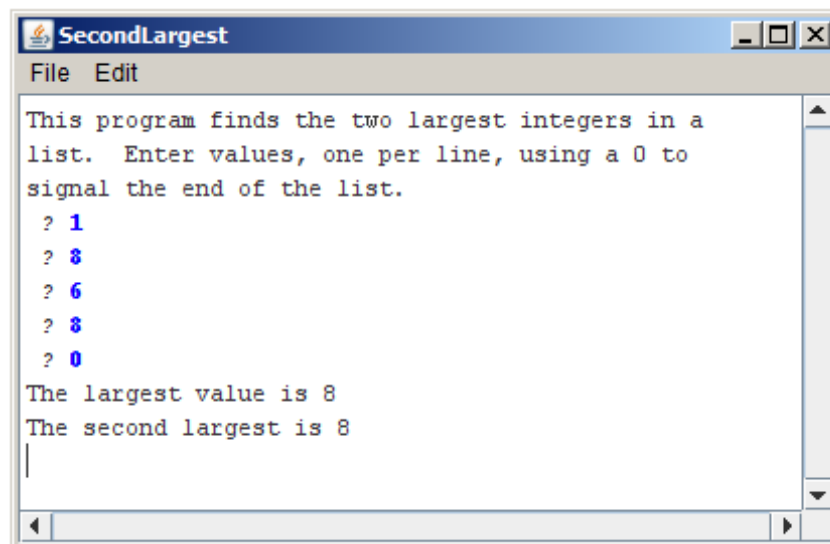 SecondLargest
File Edit
This program finds the two largest integers in a
list.  Enter values, one per line, using a 0 to
signal the end of the list.
? 1
? 8
? 6
? 8
? 0
The largest value is 8
The second largest is 8